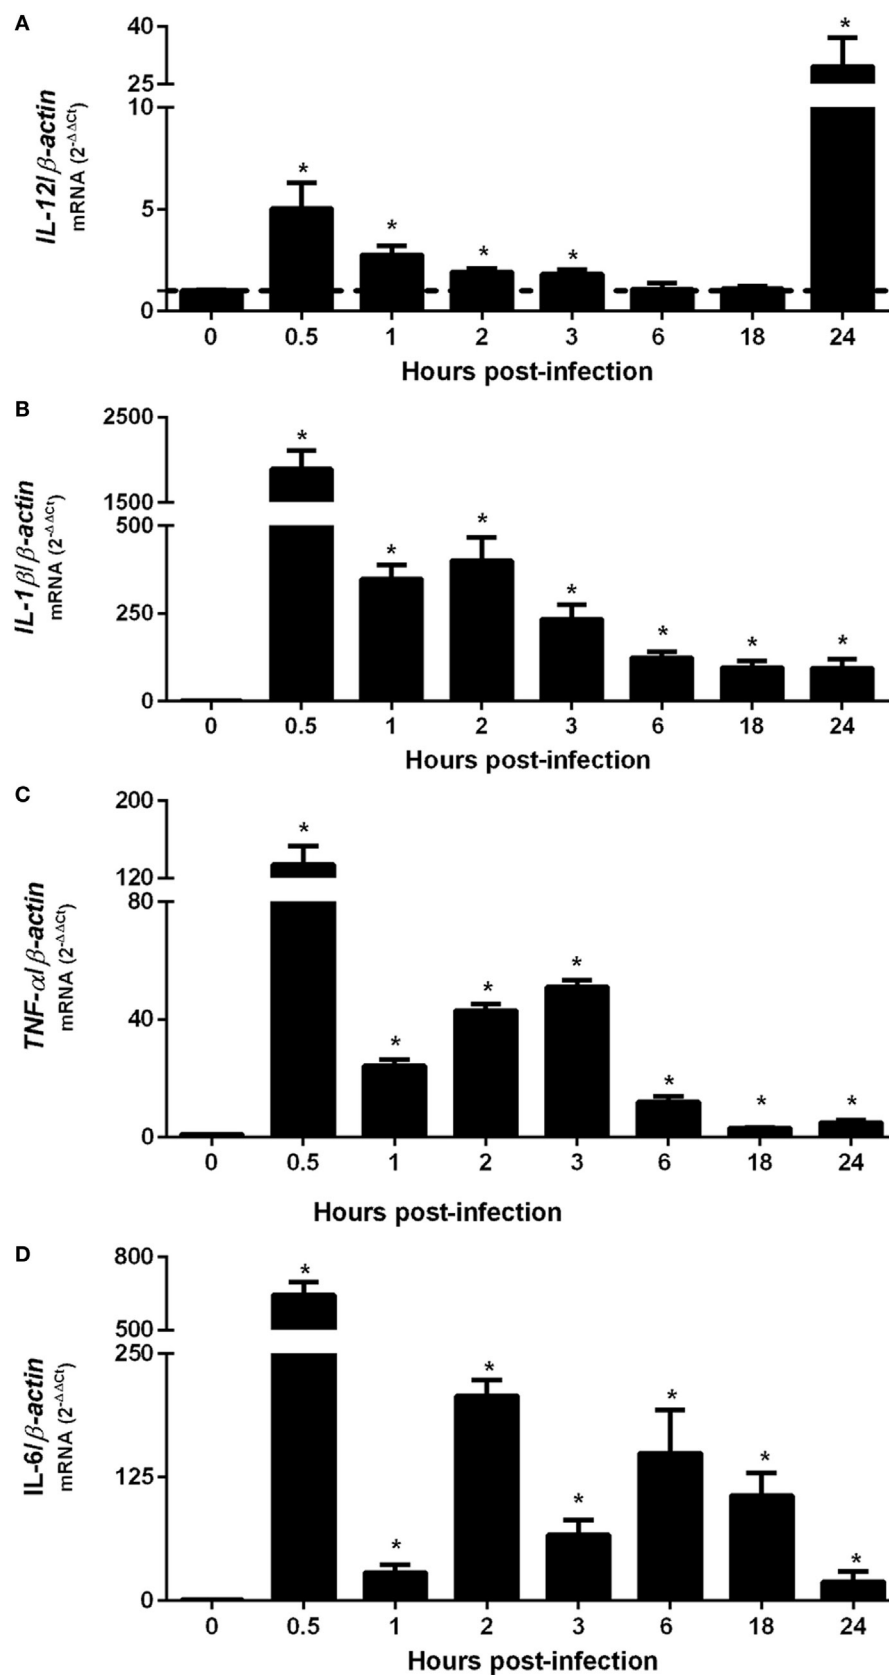 A
IL-12/β-actin
mRNA (2-ΔΔCt)
40
25
10
5
0
* * * * * *
0 0.5 1 2 3 6 18 24
Hours post-infection
B
IL-1β/β-actin
mRNA (2-ΔΔCt)
2500
1500
500
250
0
* * * * * * *
0 0.5 1 2 3 6 18 24
Hours post-infection
C
TNF-α/β-actin
mRNA (2-ΔΔCt)
200
120
80
40
0
* * * * * * *
0 0.5 1 2 3 6 18 24
Hours post-infection
D
IL-6/β-actin
mRNA (2-ΔΔCt)
800
500
250
125
0
* * * * * * *
0 0.5 1 2 3 6 18 24
Hours post-infection